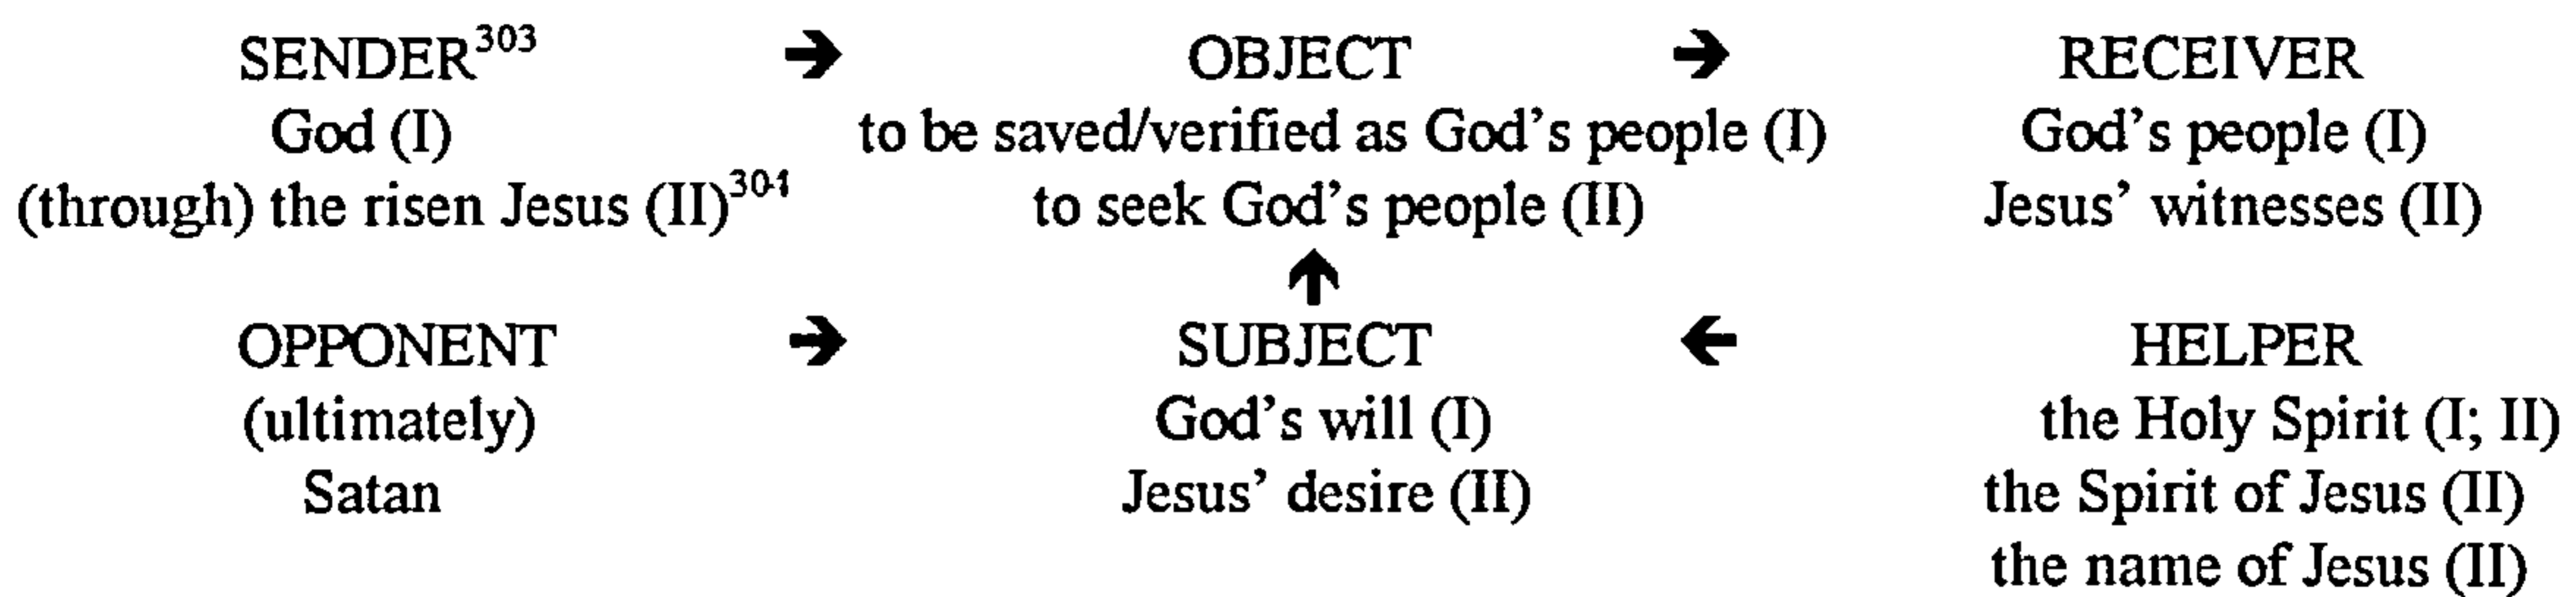 SENDER³⁰³ → OBJECT → RECEIVER
God (I) to be saved/verified as God's people (I) God's people (I)
(through) the risen Jesus (II)³⁰⁴ to seek God's people (II) Jesus' witnesses (II)
↑
OPPONENT → SUBJECT ← HELPER
(ultimately) God's will (I) the Holy Spirit (I; II)
Satan Jesus' desire (II) the Spirit of Jesus (II)
the name of Jesus (II)